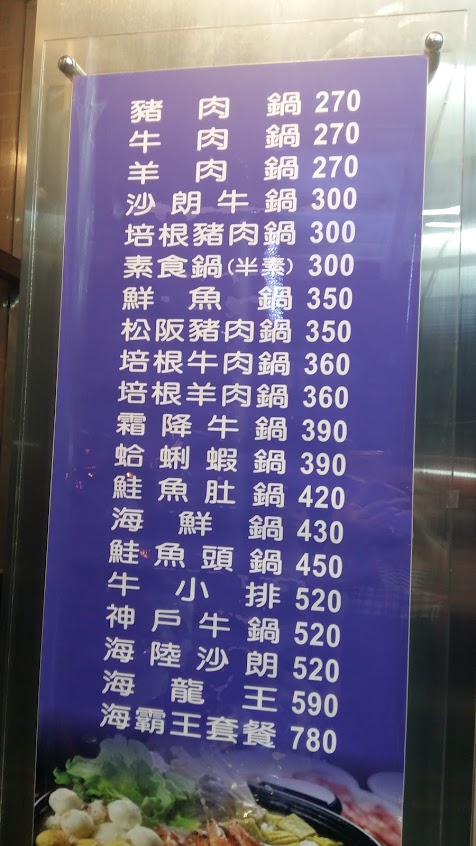 豬肉鍋 270
牛肉鍋 270
羊肉鍋 270
沙朗牛鍋 300
培根豬肉鍋 300
素食鍋(半素) 300
鮮魚鍋 350
松阪豬肉鍋 350
培根牛肉鍋 360
培根羊肉鍋 360
霜降牛鍋 390
蛤蜊蝦鍋 390
鮭魚肚鍋 420
海鮮鍋 430
鮭魚頭鍋 450
牛小排 520
神戶牛鍋 520
海陸沙朗 520
海龍王 590
海霸王套餐 780